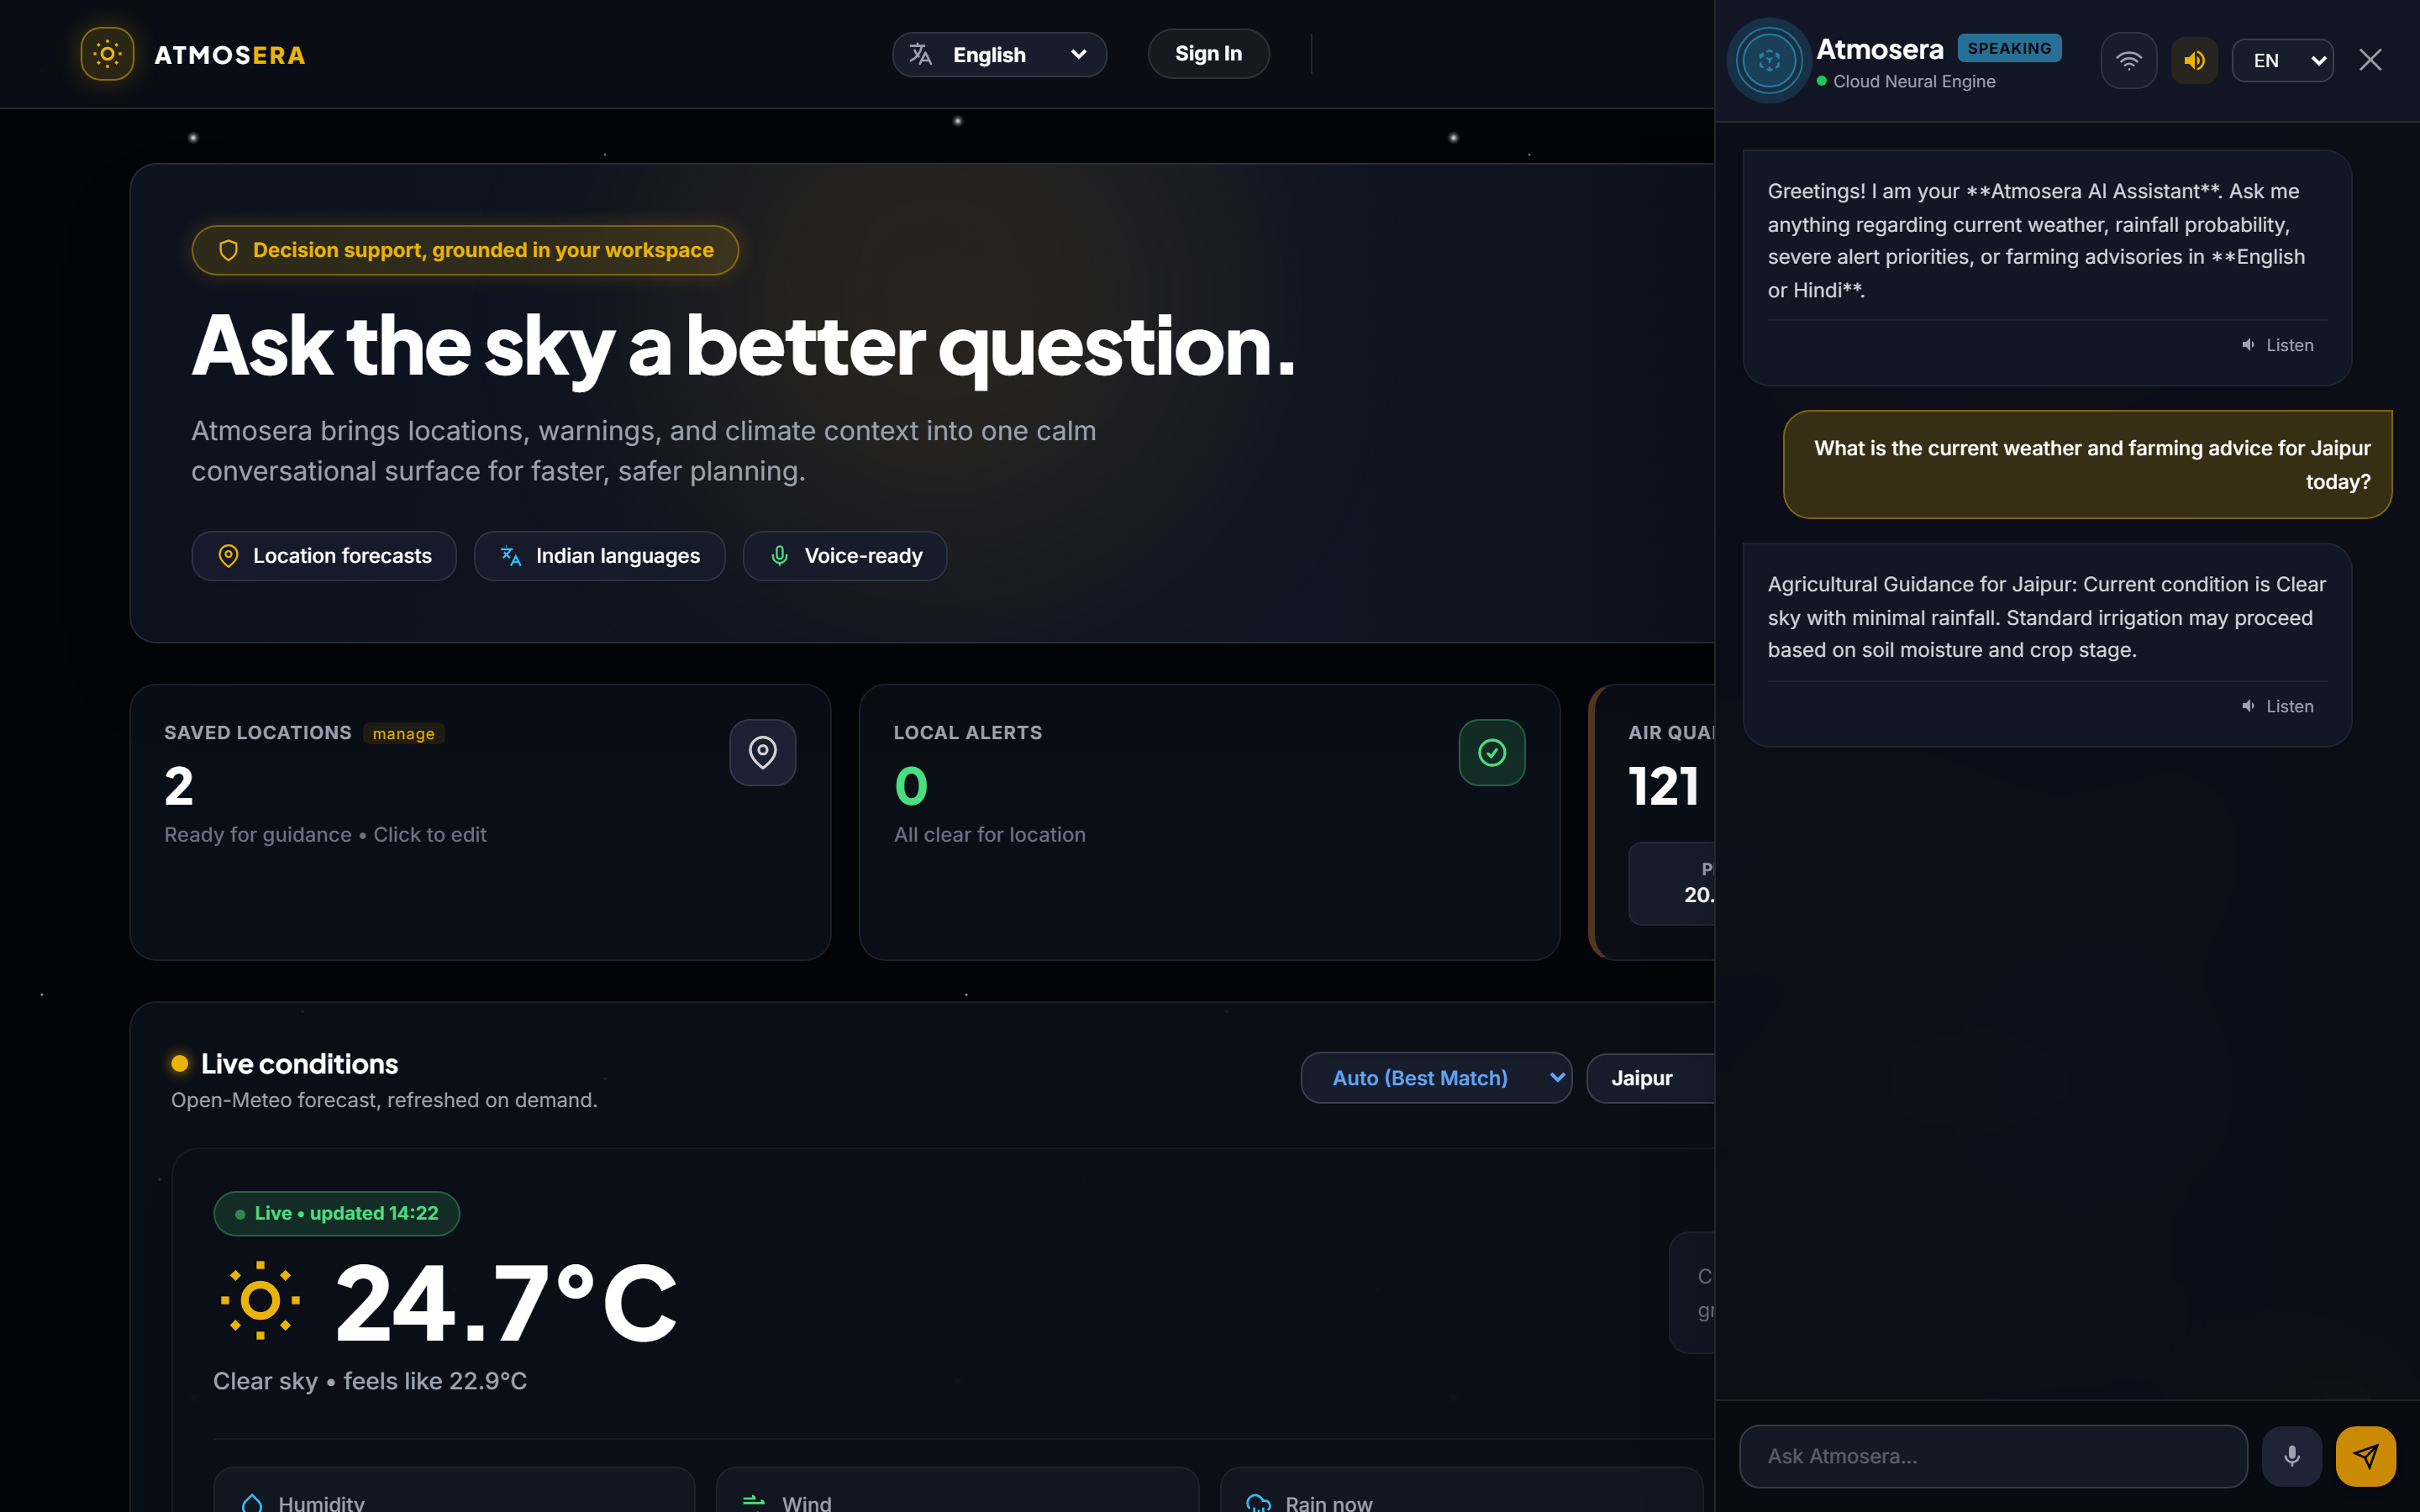 ATMOSERA
English
Sign In
Decision support, grounded in your workspace
Ask the sky a better question.
Atmosera brings locations, warnings, and climate context into one calm
conversational surface for faster, safer planning.
Location forecasts
Indian languages
Voice-ready
SAVED LOCATIONS manage
2
Ready for guidance • Click to edit
LOCAL ALERTS
0
All clear for location
121
20.
Live conditions
Open-Meteo forecast, refreshed on demand.
Auto (Best Match)
Jaipur
Live • updated 14:22
24.7°C
Clear sky • feels like 22.9°C
Humidity
Wind
Rain now
Atmosera SPEAKING
Cloud Neural Engine
EN
Greetings! I am your **Atmosera AI Assistant**. Ask me
anything regarding current weather, rainfall probability,
severe alert priorities, or farming advisories in **English
or Hindi**.
Listen
What is the current weather and farming advice for Jaipur
today?
Agricultural Guidance for Jaipur: Current condition is Clear
sky with minimal rainfall. Standard irrigation may proceed
based on soil moisture and crop stage.
Listen
Ask Atmosera...